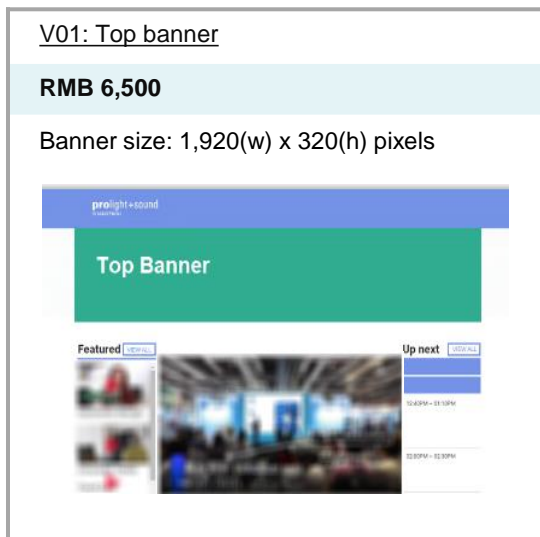 V01: Top banner
RMB 6,500
Banner size: 1,920(w) x 320(h) pixels
prolight+sound
Top Banner
Featured VIEW ALL
Up next VIEW ALL
12:40PM – 01:10PM
02:00PM – 02:30PM